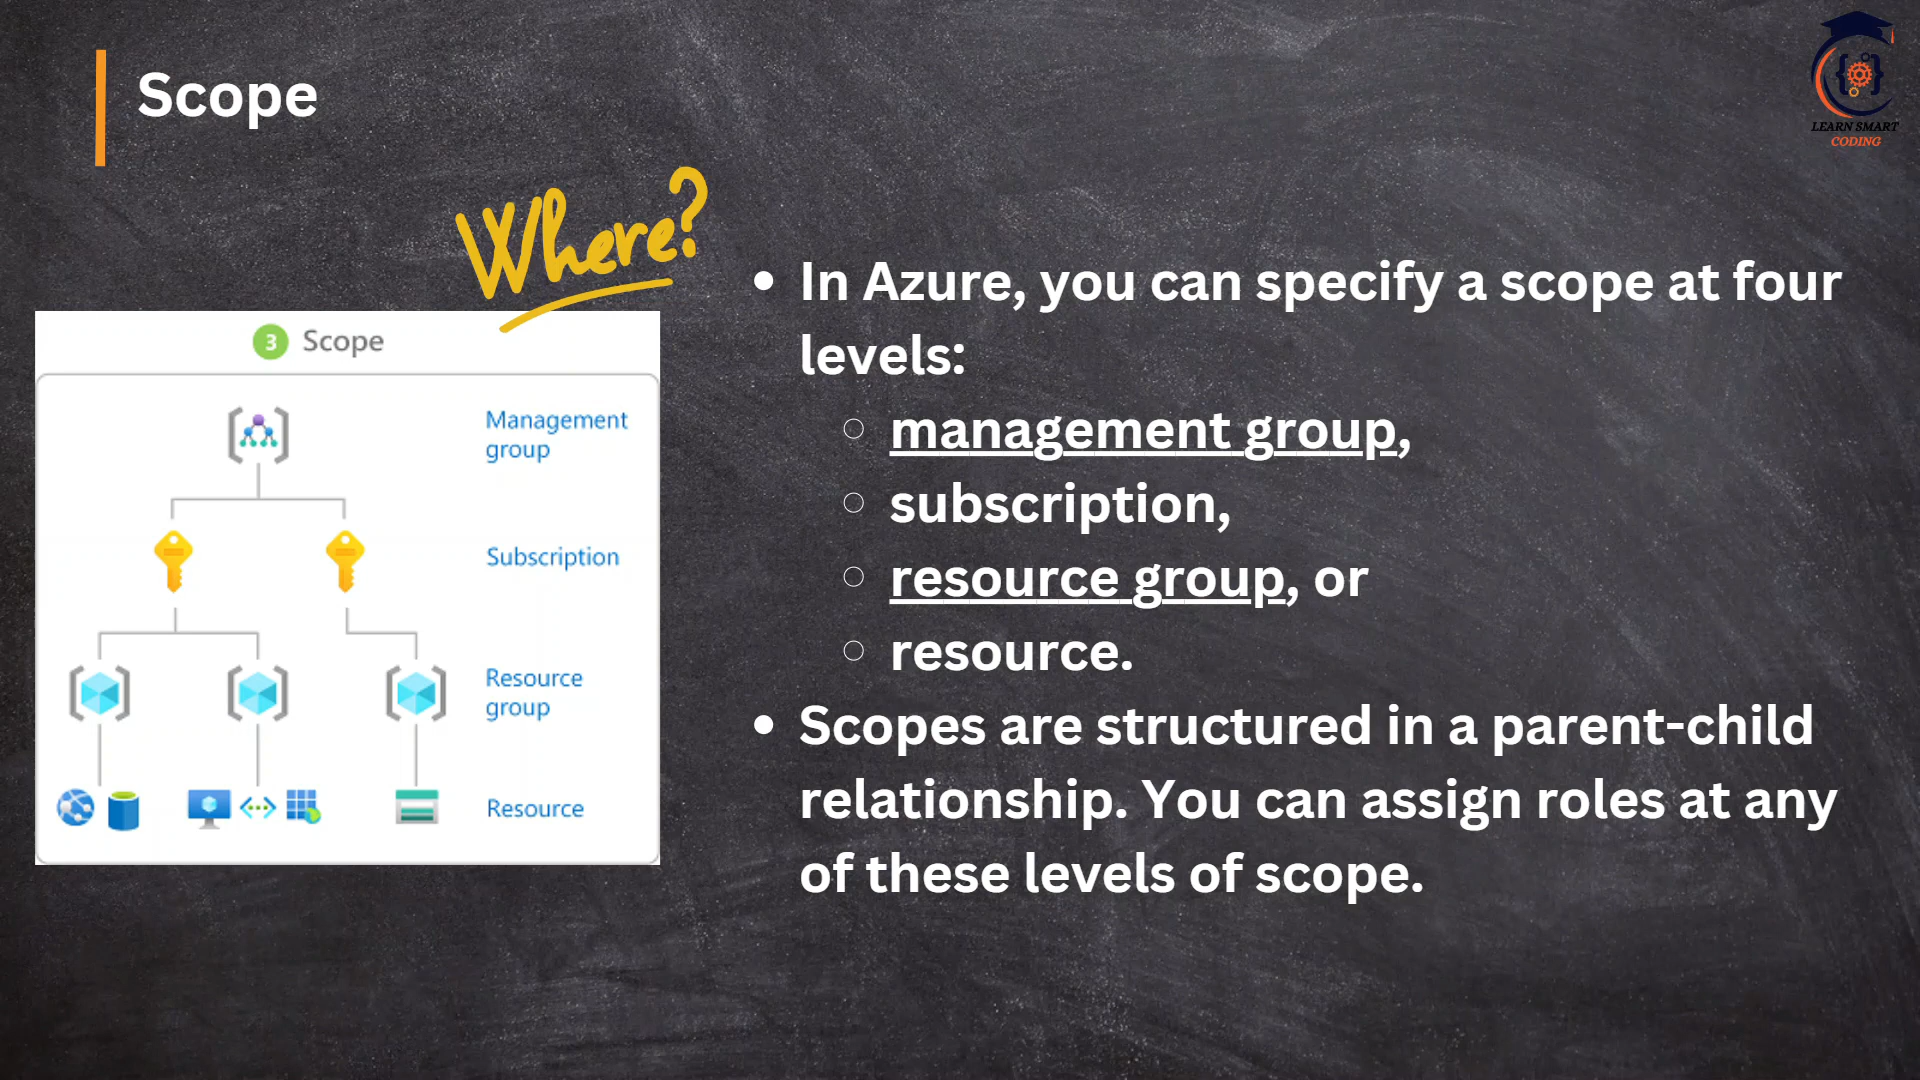 Scope
LEARN SMART
CODING
Where?
3 Scope
Management
group
Subscription
Resource
group
Resource
• In Azure, you can specify a scope at four
levels:
○ management group,
○ subscription,
○ resource group, or
○ resource.
• Scopes are structured in a parent-child
relationship. You can assign roles at any
of these levels of scope.